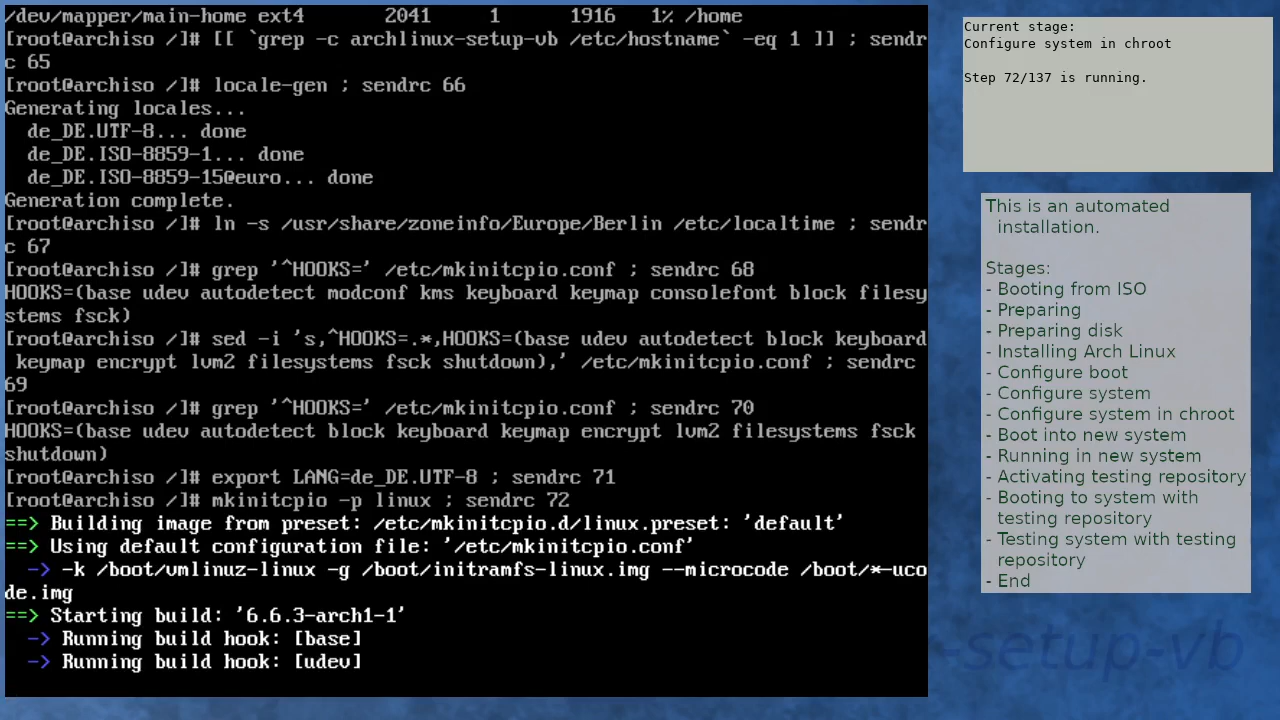 /dev/mapper/main-home ext4       2041     1      1916   1% /home
[root@archiso /]# [[ `grep -c archlinux-setup-vb /etc/hostname` -eq 1 ]] ; sendr
c 65
[root@archiso /]# locale-gen ; sendrc 66
Generating locales...
  de_DE.UTF-8... done
  de_DE.ISO-8859-1... done
  de_DE.ISO-8859-15@euro... done
Generation complete.
[root@archiso /]# ln -s /usr/share/zoneinfo/Europe/Berlin /etc/localtime ; sendr
c 67
[root@archiso /]# grep '^HOOKS=' /etc/mkinitcpio.conf ; sendrc 68
HOOKS=(base udev autodetect modconf kms keyboard keymap consolefont block filesy
stems fsck)
[root@archiso /]# sed -i 's,^HOOKS=.*,HOOKS=(base udev autodetect block keyboard
 keymap encrypt lvm2 filesystems fsck shutdown),' /etc/mkinitcpio.conf ; sendrc
69
[root@archiso /]# grep '^HOOKS=' /etc/mkinitcpio.conf ; sendrc 70
HOOKS=(base udev autodetect block keyboard keymap encrypt lvm2 filesystems fsck
shutdown)
[root@archiso /]# export LANG=de_DE.UTF-8 ; sendrc 71
[root@archiso /]# mkinitcpio -p linux ; sendrc 72
==> Building image from preset: /etc/mkinitcpio.d/linux.preset: 'default'
==> Using default configuration file: '/etc/mkinitcpio.conf'
  -> -k /boot/vmlinuz-linux -g /boot/initramfs-linux.img --microcode /boot/*-uco
de.img
==> Starting build: '6.6.3-arch1-1'
  -> Running build hook: [base]
  -> Running build hook: [udev]
Current stage:
Configure system in chroot
Step 72/137 is running.
This is an automated
installation.
Stages:
- Booting from ISO
- Preparing
- Preparing disk
- Installing Arch Linux
- Configure boot
- Configure system
- Configure system in chroot
- Boot into new system
- Running in new system
- Activating testing repository
- Booting to system with
testing repository
- Testing system with testing
repository
- End
-setup-vb